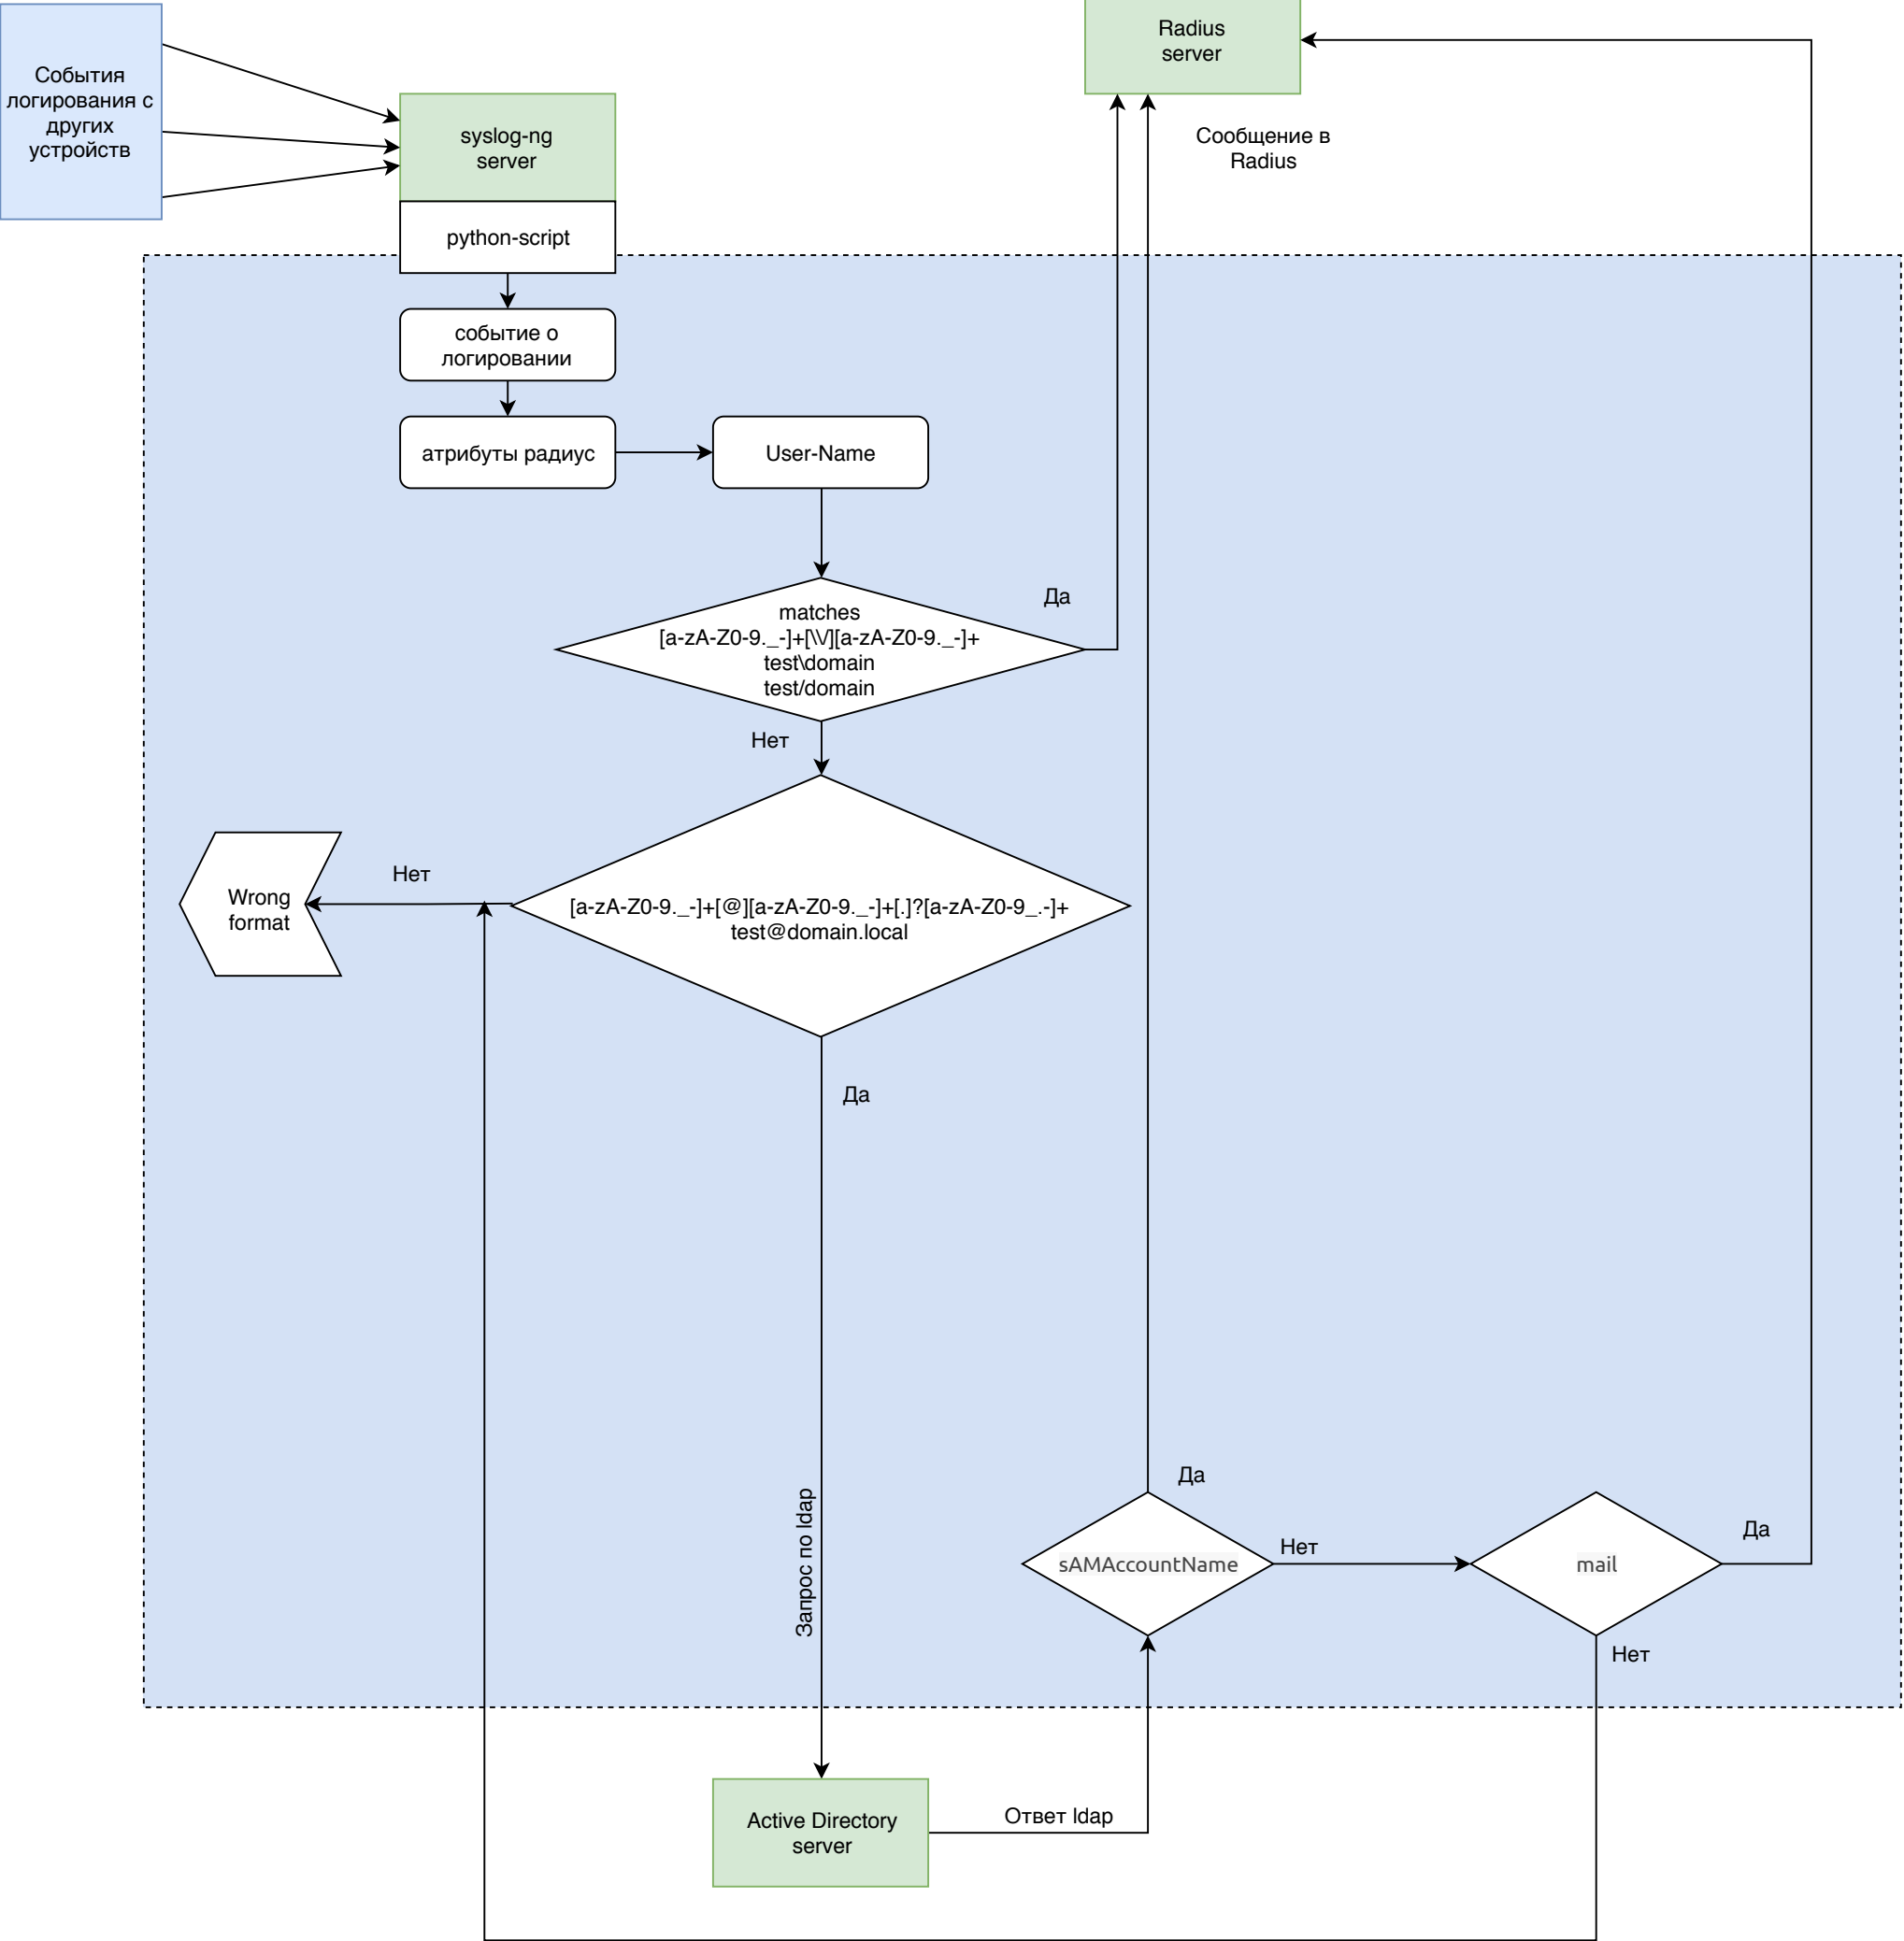 События
логирования с
других
устройств
syslog-ng
server
python-script
Radius
server
Сообщение в
Radius
событие о
логировании
атрибуты радиус
User-Name
matches
[a-zA-Z0-9._-]+[\\/][a-zA-Z0-9._-]+
test\domain
test/domain
Да
Нет
[a-zA-Z0-9._-]+[@][a-zA-Z0-9._-]+[.]?[a-zA-Z0-9_.-]+
test@domain.local
Нет
Wrong
format
Да
Запрос по ldap
Да
sAMAccountName
Нет
mail
Да
Нет
Active Directory
server
Ответ ldap